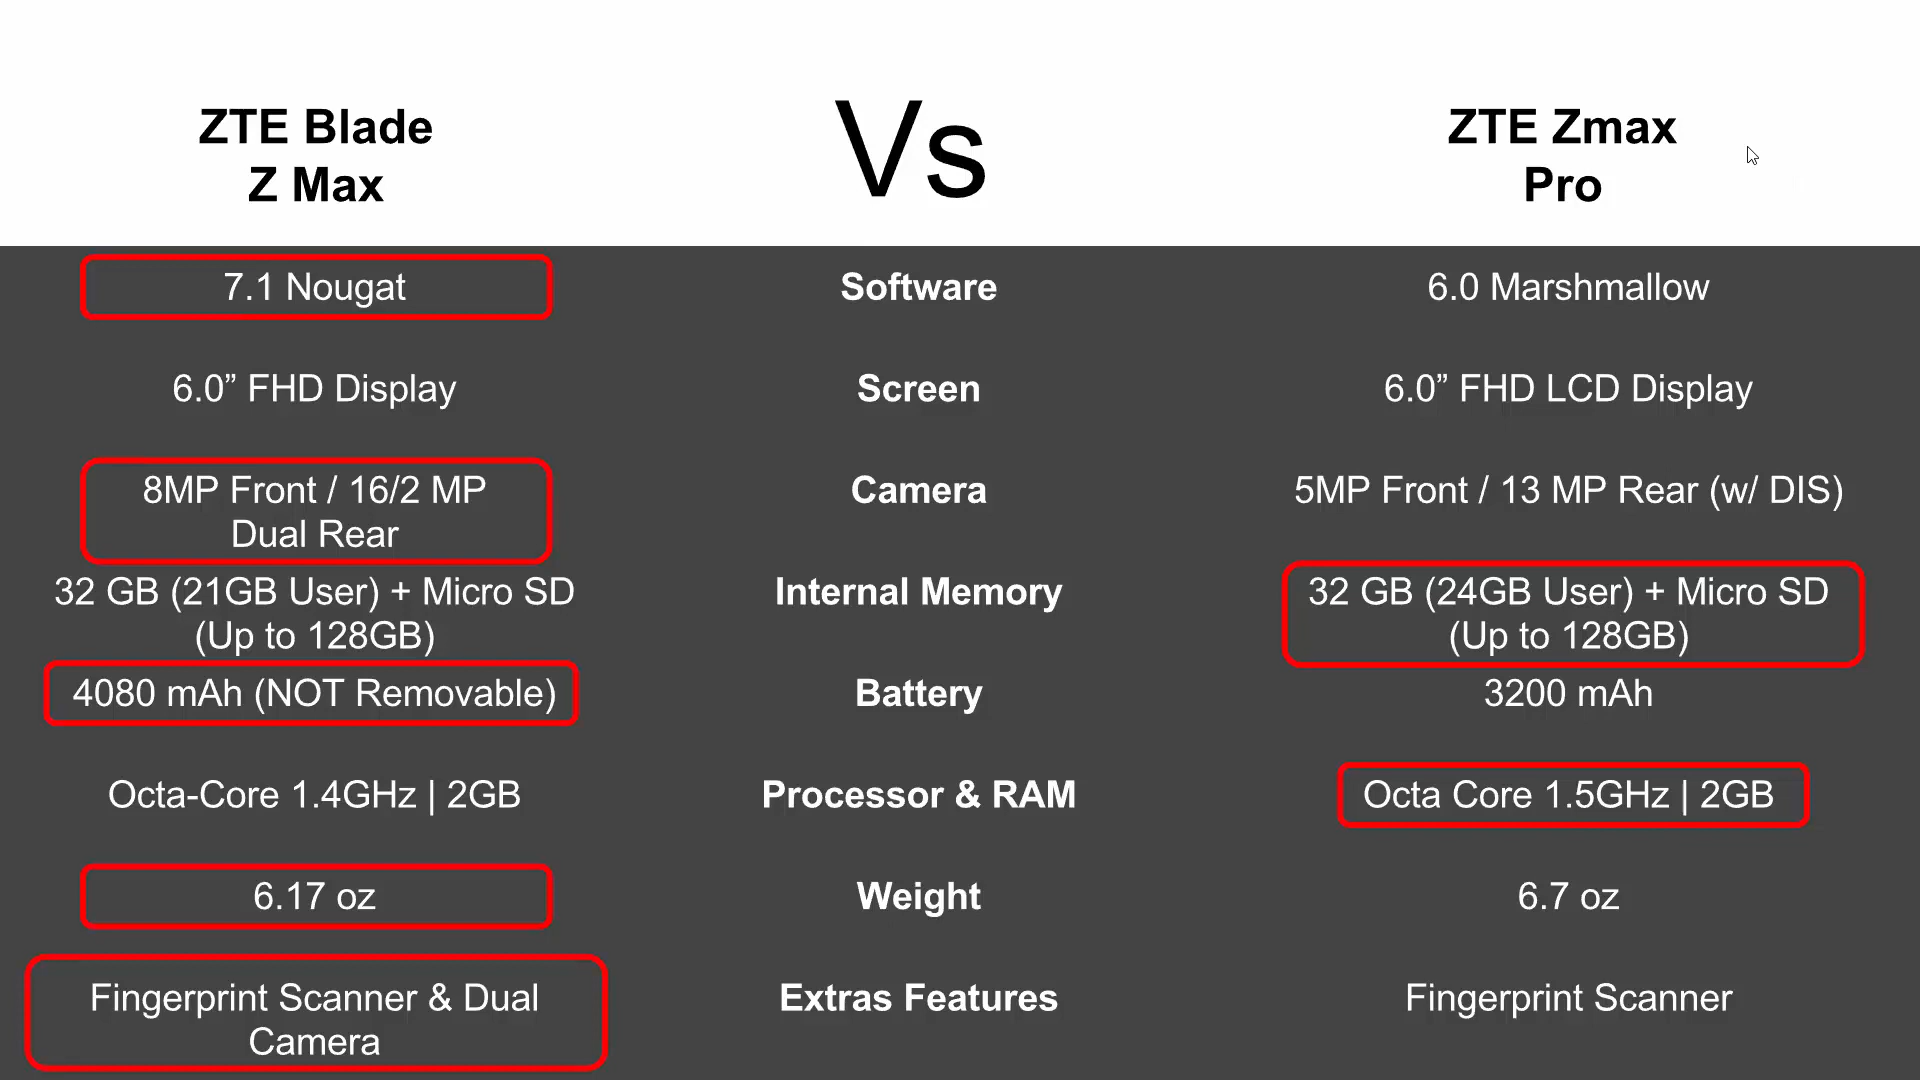 ZTE Blade
Z Max
Vs
ZTE Zmax
Pro
7.1 Nougat
Software
6.0 Marshmallow
6.0” FHD Display
Screen
6.0” FHD LCD Display
8MP Front / 16/2 MP
Dual Rear
Camera
5MP Front / 13 MP Rear (w/ DIS)
32 GB (21GB User) + Micro SD
(Up to 128GB)
Internal Memory
32 GB (24GB User) + Micro SD
(Up to 128GB)
4080 mAh (NOT Removable)
Battery
3200 mAh
Octa-Core 1.4GHz | 2GB
Processor & RAM
Octa Core 1.5GHz | 2GB
6.17 oz
Weight
6.7 oz
Fingerprint Scanner & Dual
Camera
Extras Features
Fingerprint Scanner